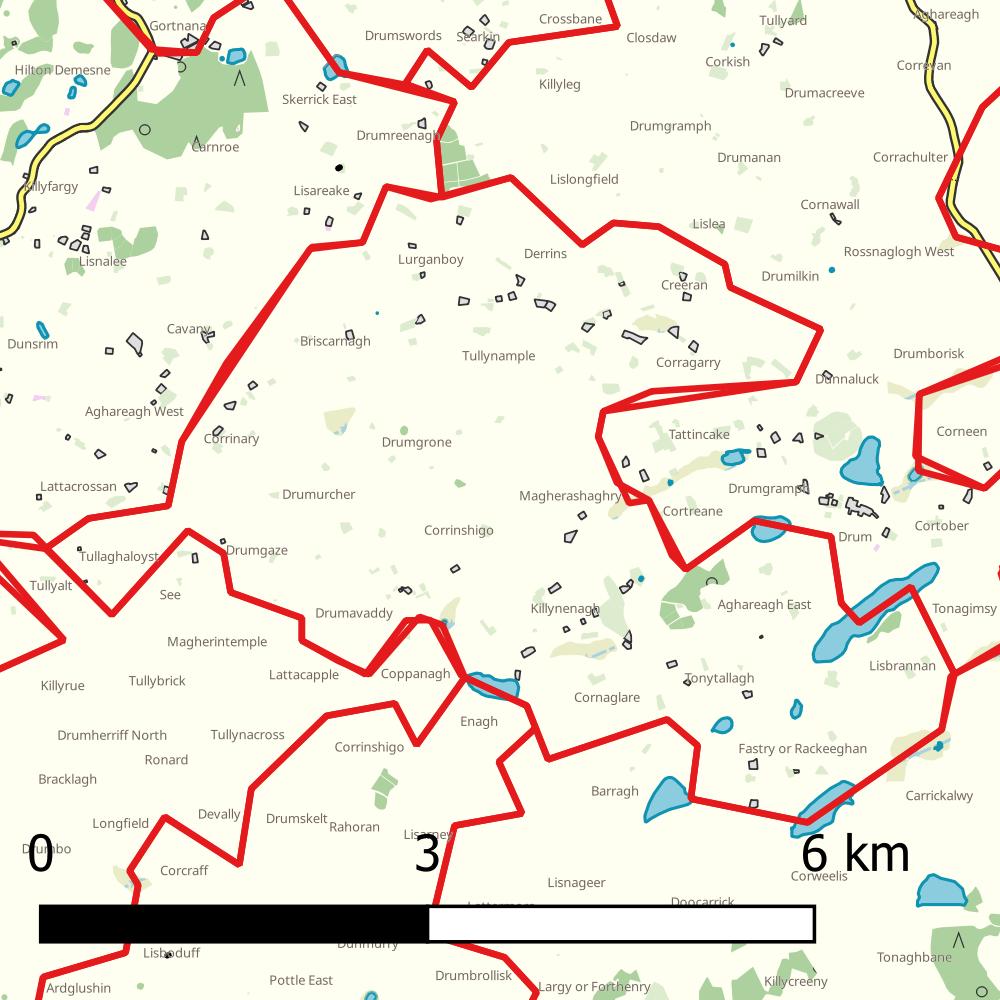 Crossbane
Aghareagh
Gortnana
Tullyard
Drumswords
Searkin
Closdaw
Hilton Demesne
Corkish
Correvan
Killyleg
Skerrick East
Drumacreeve
Drumgramph
Drumreenagh
Carnroe
Drumanan
Corrachulter
Killyfargy
Lisareake
Lislongfield
Cornawall
Lislea
Lisnalee
Lurganboy
Derrins
Rossnaglogh West
Creeran
Drumilkin
Cavany
Dunsrim
Briscarnagh
Tullynample
Corragarry
Drumborisk
Dunnaluck
Aghareagh West
Corrinary
Drumgrone
Tattincake
Corneen
Lattacrossan
Drumurcher
Magherashaghry
Drumgramph
Cortreane
Corrinshigo
Drum
Cortober
Tullaghaloyst
Drumgaze
Tullyalt
See
Killynenagh
Aghareagh East
Tonagimsy
Drumavaddy
Magherintemple
Lattacapple
Coppanagh
Lisbrannan
Killyrue
Tullybrick
Tonytallagh
Cornaglare
Enagh
Drumherriff North
Tullynacross
Corrinshigo
Fastry or Rackeeghan
Ronard
Bracklagh
Barragh
Carrickalwy
Longfield
Devally
Drumskelt
Rahoran
Lisarney
Drumbo
0 3 6 km
Corcraff
Corweelis
Lisnageer
Doocarrick
Lisboduff
Dunmurry
Tonaghbane
Ardglushin
Pottle East
Drumbrollisk
Largy or Forthenry
Killycreeny